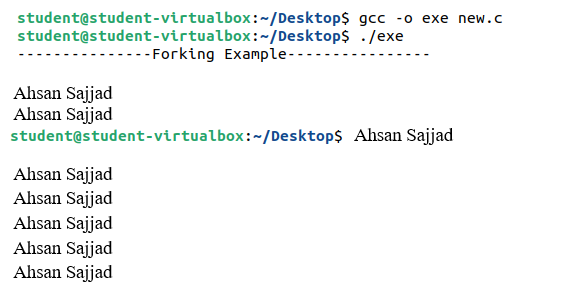 student@student-virtualbox:~/Desktop$ gcc -o exe new.c
student@student-virtualbox:~/Desktop$ ./exe
---------------Forking Example----------------
Ahsan Sajjad
Ahsan Sajjad
student@student-virtualbox:~/Desktop$ Ahsan Sajjad
Ahsan Sajjad
Ahsan Sajjad
Ahsan Sajjad
Ahsan Sajjad
Ahsan Sajjad